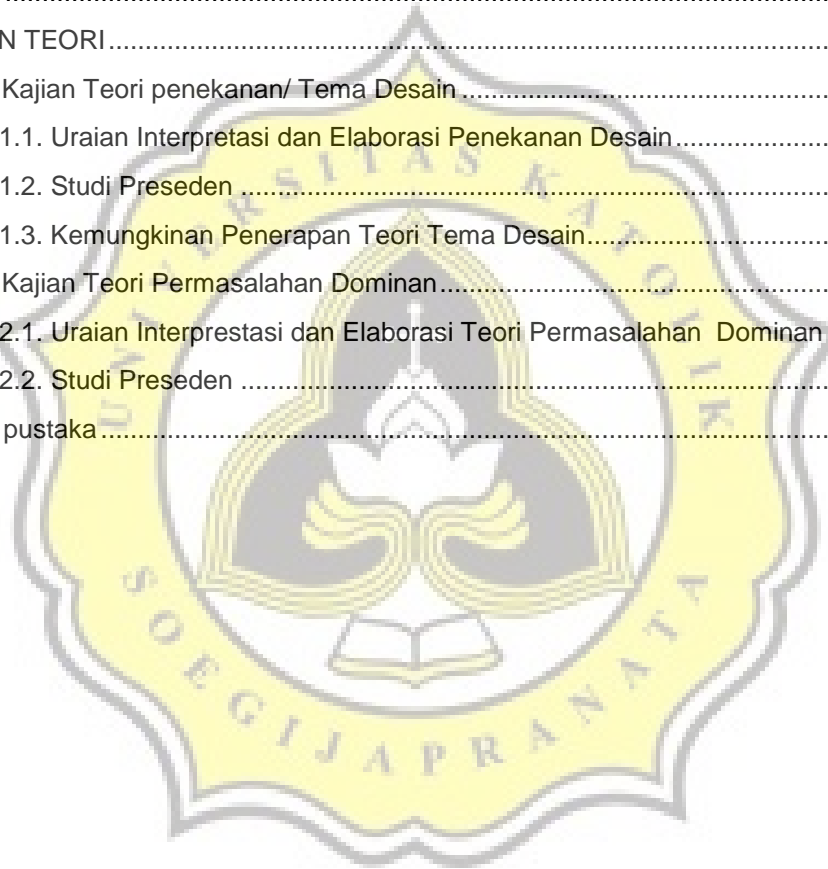 N TEORI
Kajian Teori penekanan/ Tema Desain
1.1. Uraian Interpretasi dan Elaborasi Penekanan Desain
1.2. Studi Preseden
1.3. Kemungkinan Penerapan Teori Tema Desain
Kajian Teori Permasalahan Dominan
2.1. Uraian Interprestasi dan Elaborasi Teori Permasalahan Dominan
2.2. Studi Preseden
pustaka
UNIVERSITAS KATOLIK
SOEGIJAPRANATA